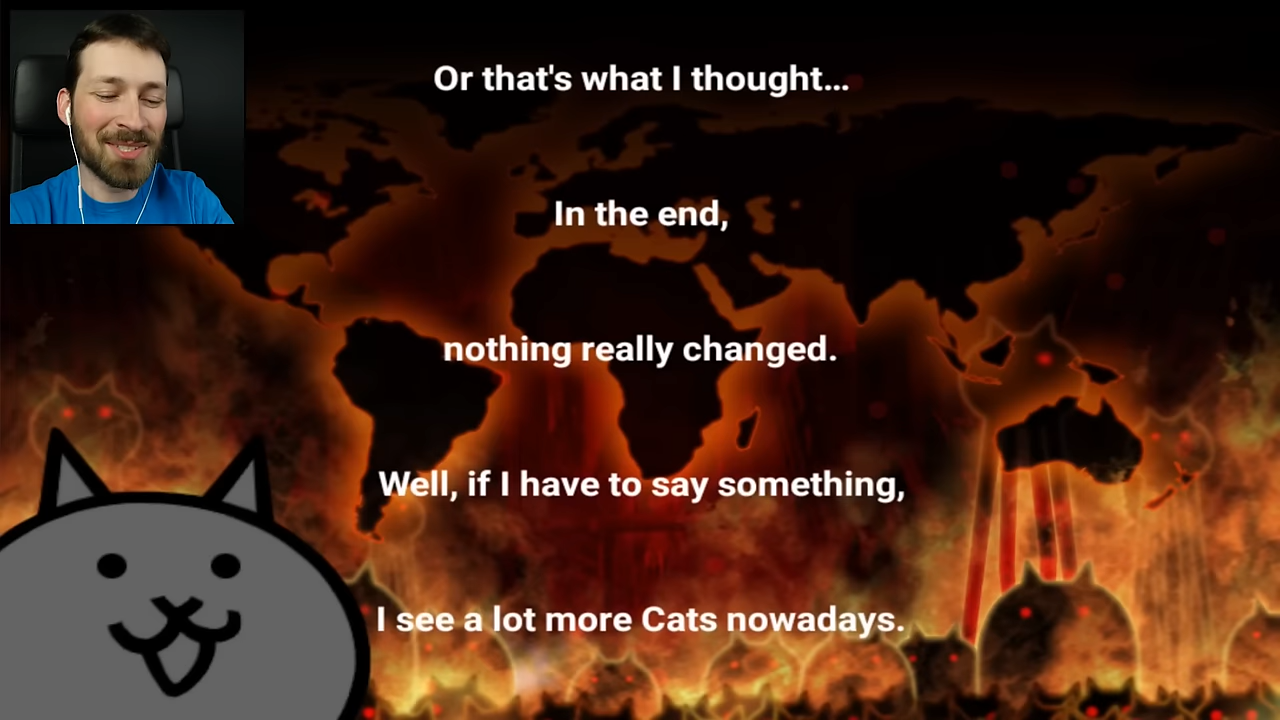 Or that's what I thought...
In the end,
nothing really changed.
Well, if I have to say something,
I see a lot more Cats nowadays.